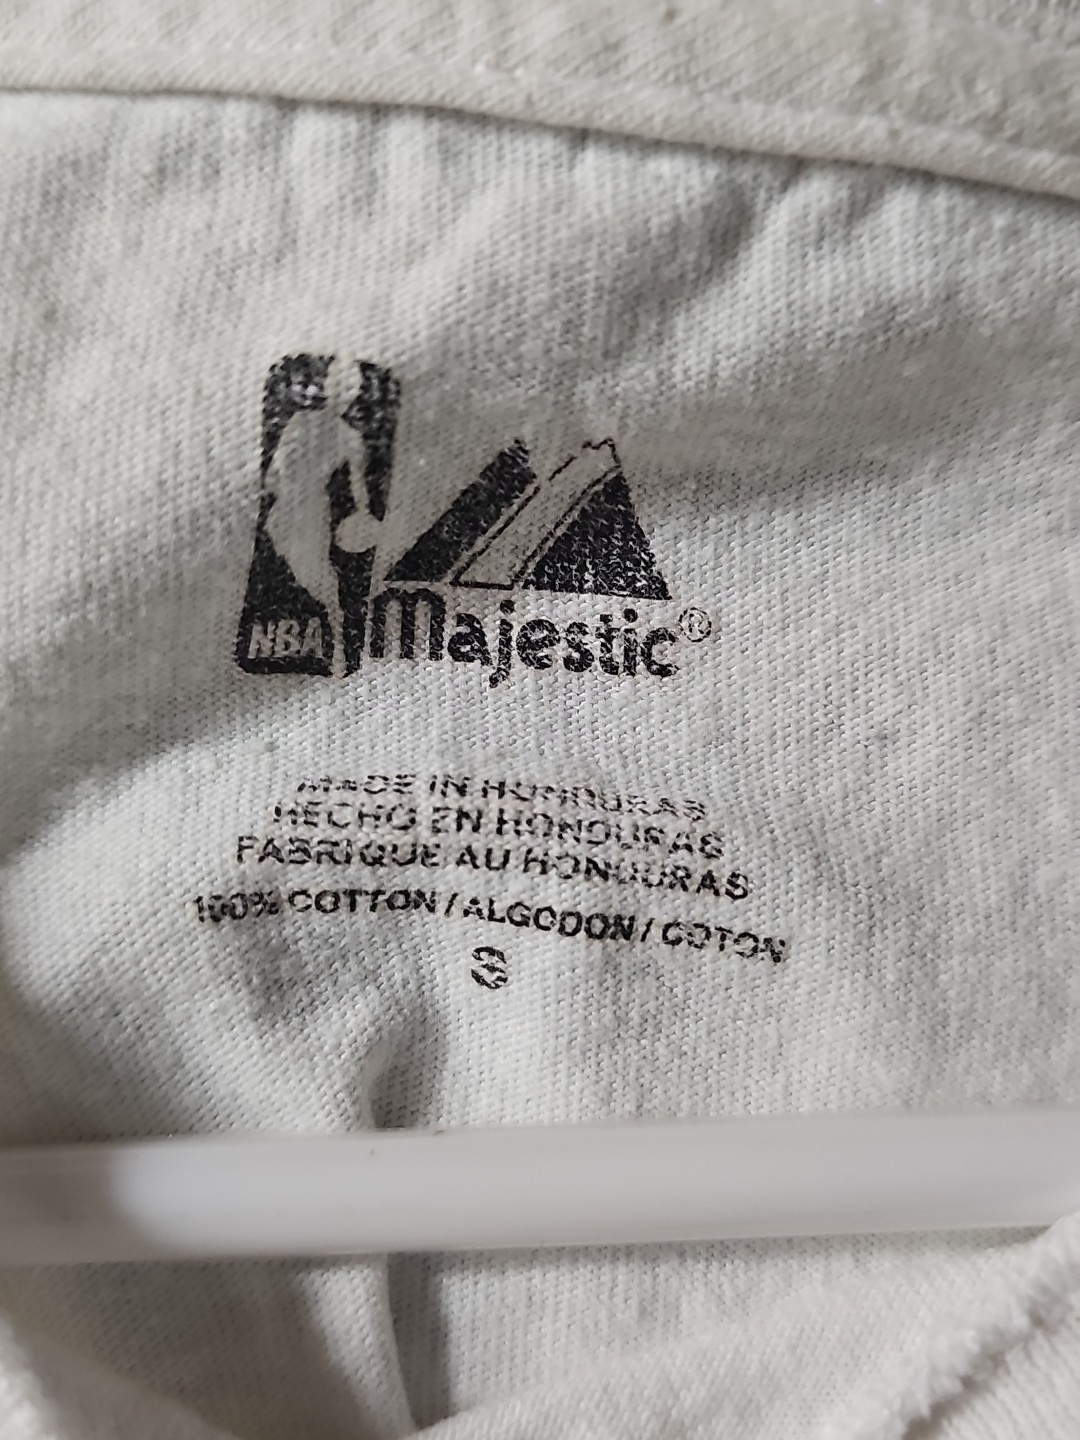 NBA
Majestic®
MADE IN HONDURAS
HECHO EN HONDURAS
FABRIQUE AU HONDURAS
100% COTTON / ALGODON / COTON
S